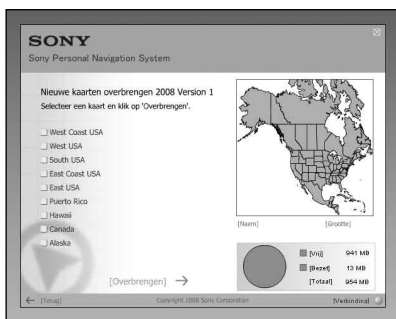 SONY
Sony Personal Navigation System
Nieuwe kaarten overbrengen 2008 Version 1
Selecteer een kaart en klik op 'Overbrengen'.
West Coast USA
West USA
South USA
East Coast USA
East USA
Puerto Rico
Hawaii
Canada
Alaska
[Naam] [Grootte]
[Vrij] 941 MB
[Bezet] 13 MB
[Totaal] 954 MB
[Overbrengen] →
← [Terug] Copyright 2008 Sony Corporation [Verbinding]